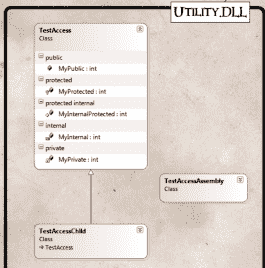 UTILITY.DLL
TestAccess
Class
public
MyPublic : int
protected
MyProtected : int
protected internal
MyInternalProtected : int
internal
MyInternal : int
private
MyPrivate : int
TestAccessAssembly
Class
TestAccessChild
Class
TestAccess